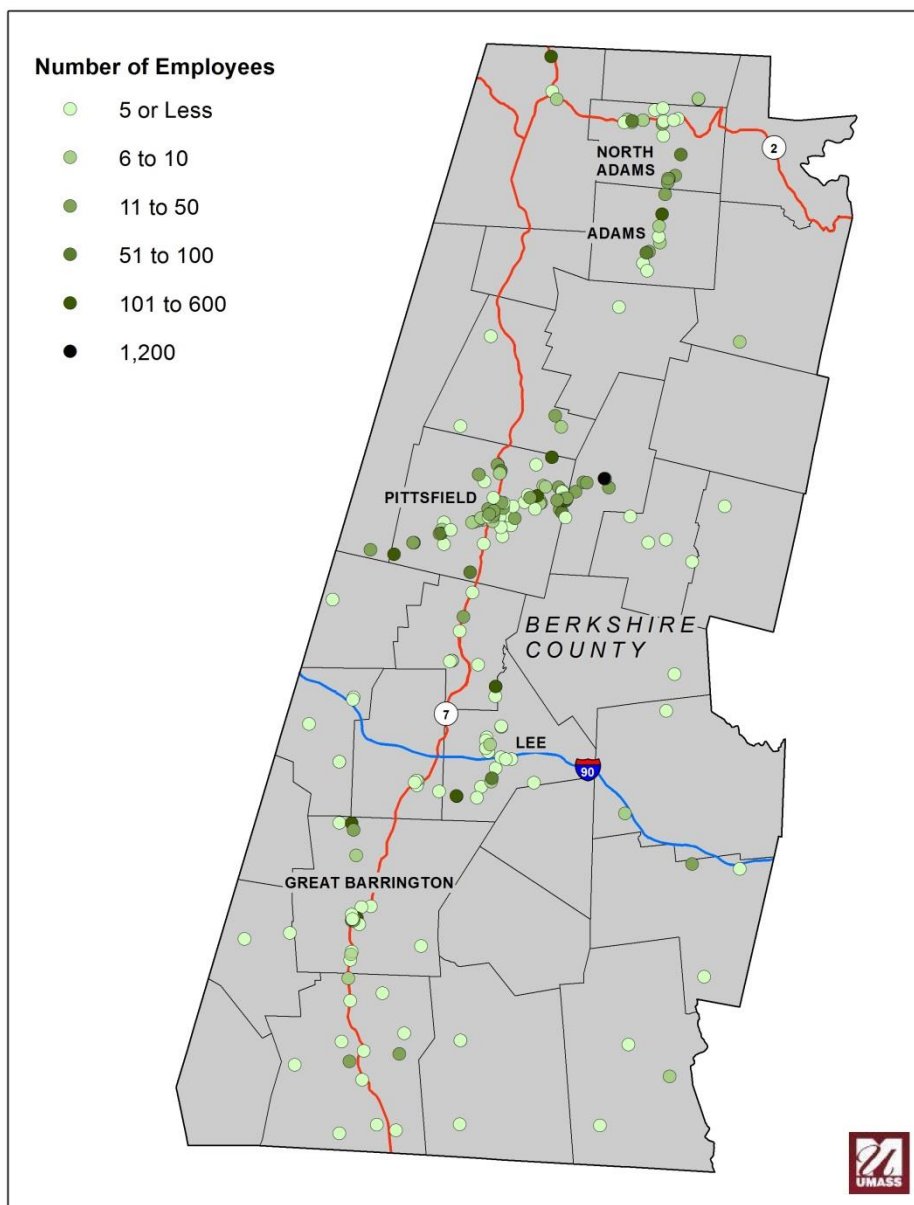 Number of Employees
5 or Less
6 to 10
11 to 50
51 to 100
101 to 600
1,200
2
NORTH
ADAMS
ADAMS
PITTSFIELD
BERKSHIRE
COUNTY
7
LEE
90
GREAT BARRINGTON
UMASS